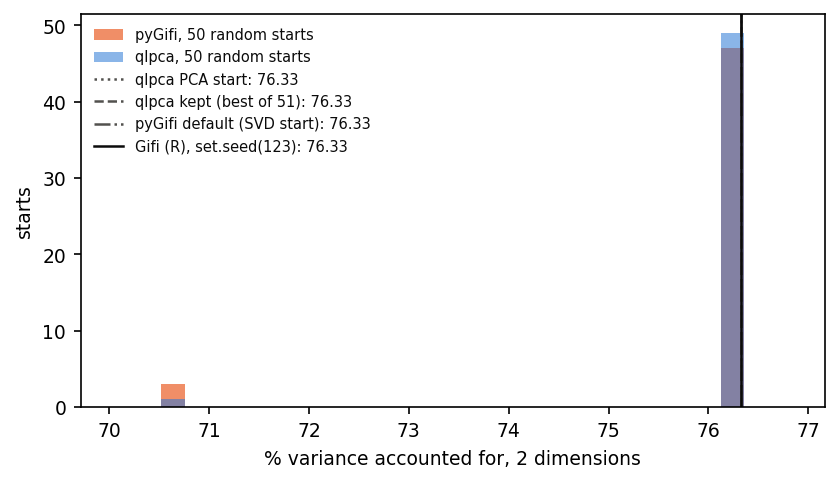 50
40
30
20
10
0
starts
pyGifi, 50 random starts
qlpca, 50 random starts
qlpca PCA start: 76.33
qlpca kept (best of 51): 76.33
pyGifi default (SVD start): 76.33
Gifi (R), set.seed(123): 76.33
70 71 72 73 74 75 76 77
% variance accounted for, 2 dimensions